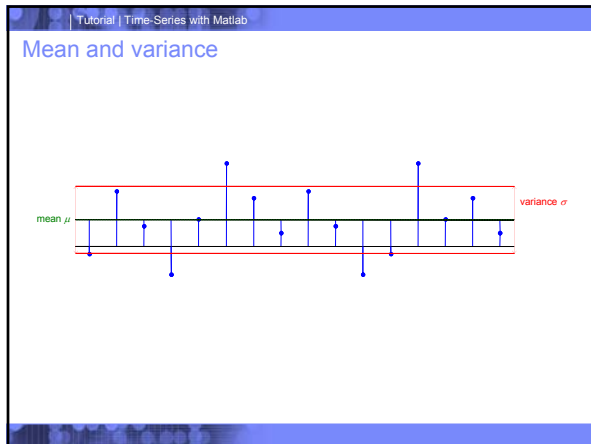 Tutorial | Time-Series with Matlab
Mean and variance
mean μ
variance σ